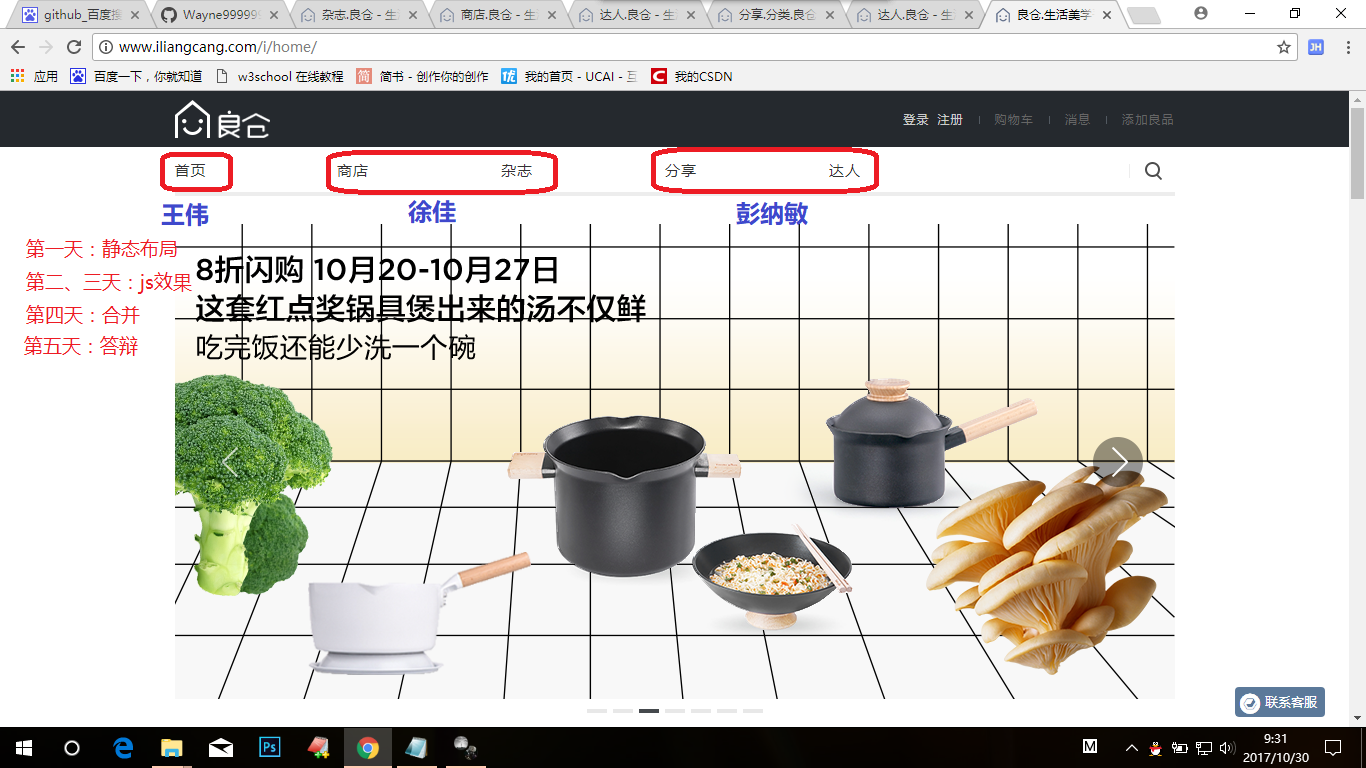 github_百度搜
Wayne99999
杂志.良仓 - 生
商店.良仓 - 生
达人.良仓 - 生
分享.分类.良仓
达人.良仓 - 生
良仓.生活美学
www.iliangcang.com/i/home/
JH
应用
百度一下，你就知道
w3school 在线教程
简 简书 - 创作你的创作
我的首页 - UCAI - 互
C 我的CSDN
良仓
登录 注册 购物车 消息 添加良品
首页 商店 杂志 分享 达人
王伟 徐佳 彭纳敏
第一天：静态布局
第二、三天：js效果
第四天：合并
第五天：答辩
8折闪购 10月20-10月27日
这套红点奖锅具煲出来的汤不仅鲜
吃完饭还能少洗一个碗
联系客服
Ps
M
9:31
2017/10/30